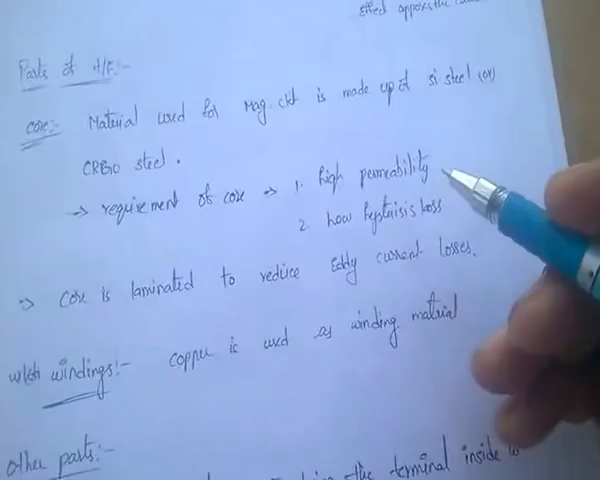 effect opposite
Parts of t/f:-
core:- Material used for Mag. ckt is made up of si steel (or)
CRGO steel.
→ requirement of core ⇒ 1. high permeability
2. Low hysteisis loss
⇒ Core is laminated to reduce Eddy current losses.
windings:- copper is used as winding material
other parts:-
the terminal inside